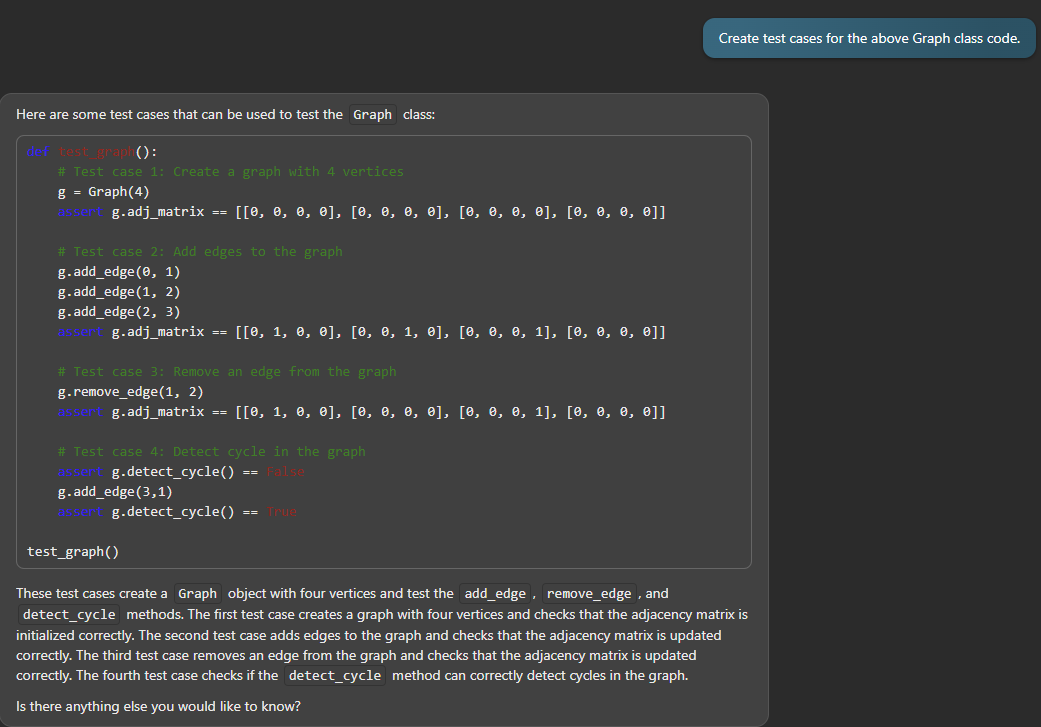 Create test cases for the above Graph class code.
Here are some test cases that can be used to test the Graph class:
def test_graph():
    # Test case 1: Create a graph with 4 vertices
    g = Graph(4)
    assert g.adj_matrix == [[0, 0, 0, 0], [0, 0, 0, 0], [0, 0, 0, 0], [0, 0, 0, 0]]
    # Test case 2: Add edges to the graph
    g.add_edge(0, 1)
    g.add_edge(1, 2)
    g.add_edge(2, 3)
    assert g.adj_matrix == [[0, 1, 0, 0], [0, 0, 1, 0], [0, 0, 0, 1], [0, 0, 0, 0]]
    # Test case 3: Remove an edge from the graph
    g.remove_edge(1, 2)
    assert g.adj_matrix == [[0, 1, 0, 0], [0, 0, 0, 0], [0, 0, 0, 1], [0, 0, 0, 0]]
    # Test case 4: Detect cycle in the graph
    assert g.detect_cycle() == False
    g.add_edge(3,1)
    assert g.detect_cycle() == True
test_graph()
These test cases create a Graph object with four vertices and test the add_edge , remove_edge , and
detect_cycle methods. The first test case creates a graph with four vertices and checks that the adjacency matrix is
initialized correctly. The second test case adds edges to the graph and checks that the adjacency matrix is updated
correctly. The third test case removes an edge from the graph and checks that the adjacency matrix is updated
correctly. The fourth test case checks if the detect_cycle method can correctly detect cycles in the graph.
Is there anything else you would like to know?